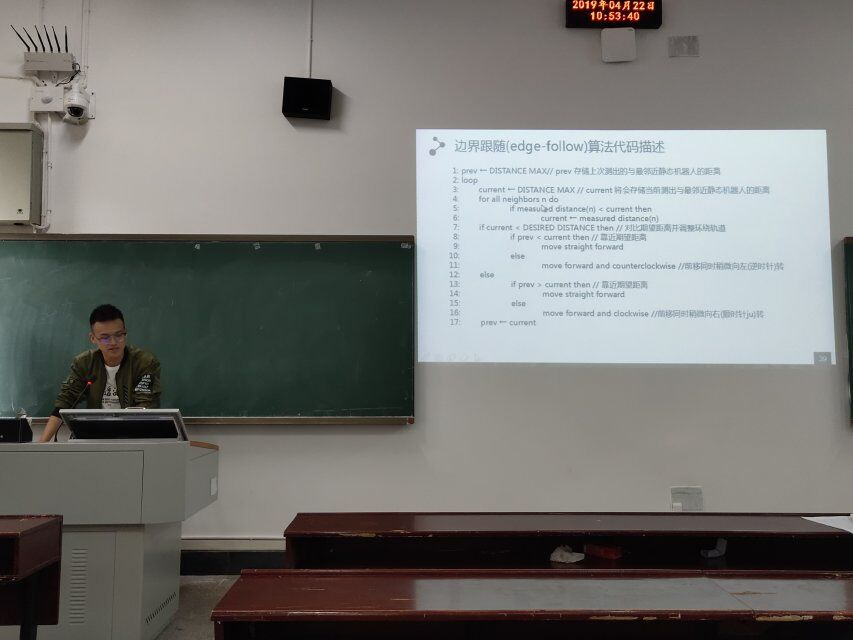 2019年04月22日
10:53:40
边界跟随(edge-follow)算法代码描述
1: prev ← DISTANCE MAX// prev 存储上次测出的与最邻近静态机器人的距离
2: loop
3: current ← DISTANCE MAX // current 将会存储当前测出与最邻近静态机器人的距离
4: for all neighbors n do
5: if measured distance(n) < current then
6: current ← measured distance(n)
7: if current < DESIRED DISTANCE then // 对比期望距离并调整环绕轨道
8: if prev < current then // 靠近期望距离
9: move straight forward
10: else
11: move forward and counterclockwise //前移同时稍微向左(逆时针)转
12: else
13: if prev > current then // 靠近期望距离
14: move straight forward
15: else
16: move forward and clockwise //前移同时稍微向右(顺时针ju)转
17: prev ← current
39